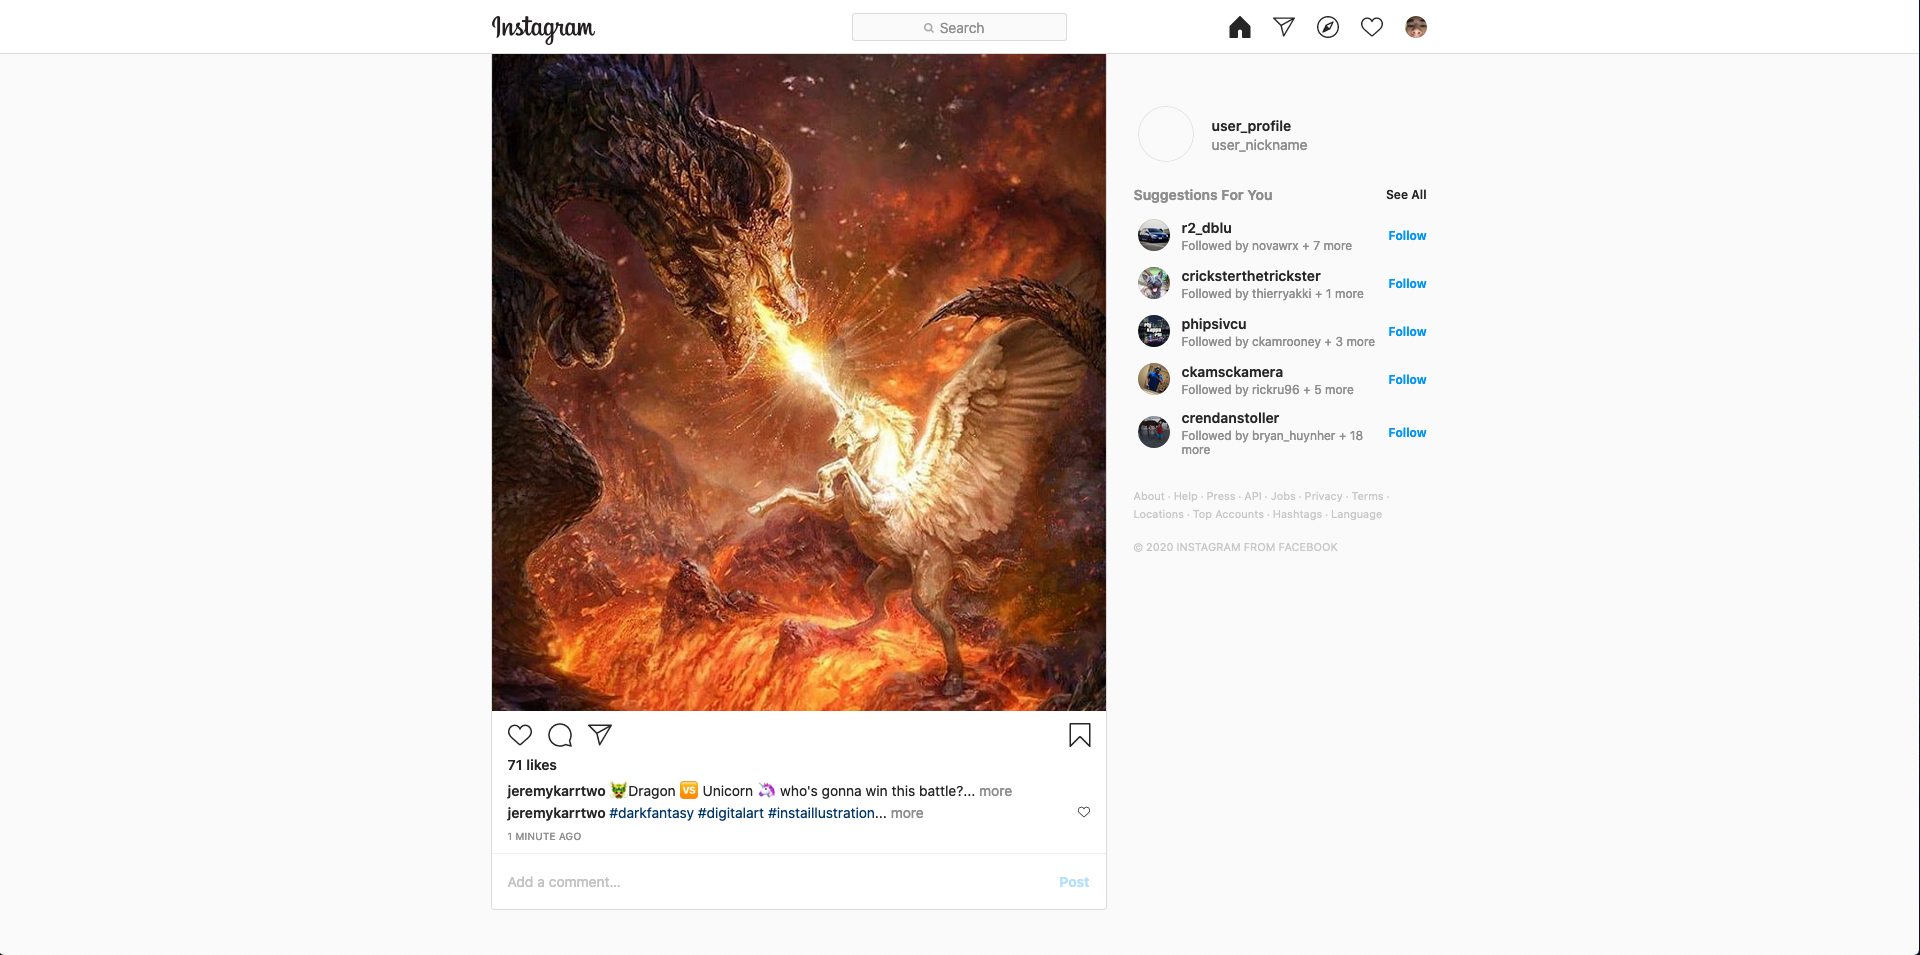 Instagram
Search
user_profile
user_nickname
Suggestions For You
See All
r2_dblu
Followed by novawrx + 7 more
Follow
cricksterthetrickster
Followed by thierryakki + 1 more
Follow
phipsivcu
Followed by ckamrooney + 3 more
Follow
ckamsckamera
Followed by rickru96 + 5 more
Follow
crendanstoller
Followed by bryan_huynher + 18
more
Follow
About · Help · Press · API · Jobs · Privacy · Terms ·
Locations · Top Accounts · Hashtags · Language
© 2020 INSTAGRAM FROM FACEBOOK
71 likes
jeremykarrtwo 👹Dragon 🆚 Unicorn 🦄 who's gonna win this battle?... more
jeremykarrtwo #darkfantasy #digitalart #instaillustration... more
1 MINUTE AGO
Add a comment...
Post